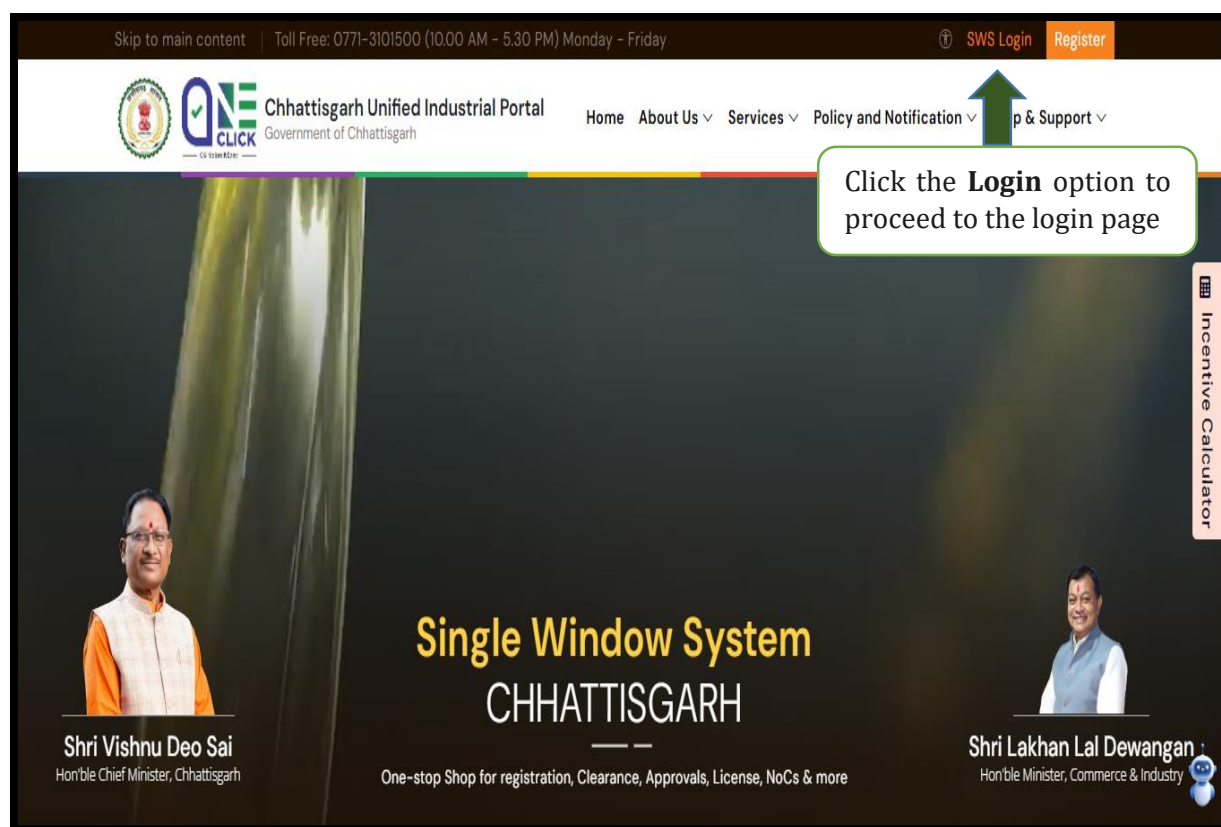 Skip to main content
Toll Free: 0771-3101500 (10.00 AM - 5.30 PM) Monday - Friday
SWS Login
Register
ONE
CLICK
Chhattisgarh Unified Industrial Portal
Government of Chhattisgarh
Home About Us Services Policy and Notification p & Support
Click the Login option to
proceed to the login page
Incentive Calculator
Single Window System
CHHATTISGARH
One-stop Shop for registration, Clearance, Approvals, License, NoCs & more
Shri Vishnu Deo Sai
Hon'ble Chief Minister, Chhattisgarh
Shri Lakhan Lal Dewangan
Hon'ble Minister, Commerce & Industry